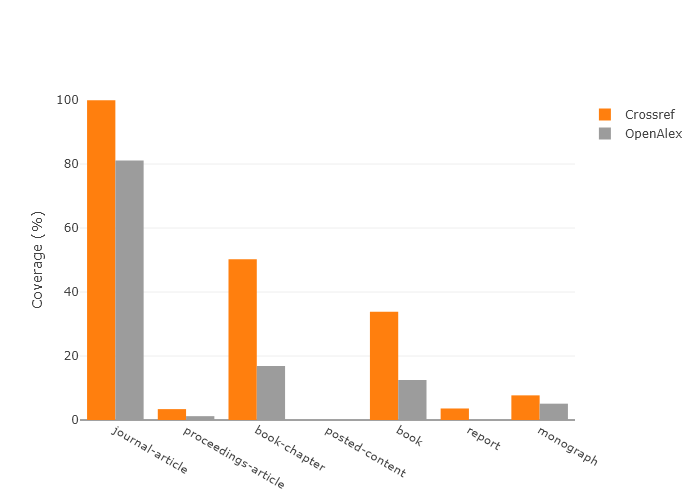 100
80
60
40
20
0
Coverage (%)
journal-article
proceedings-article
book-chapter
posted-content
book
report
monograph
Crossref
OpenAlex